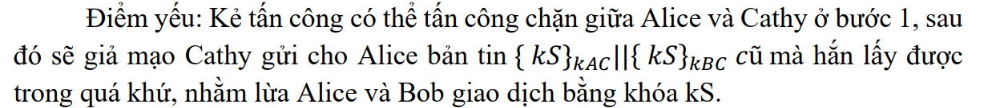 Điểm yếu: Kẻ tấn công có thể tấn công chặn giữa Alice và Cathy ở bước 1, sau
đó sẽ giả mạo Cathy gửi cho Alice bản tin { kS}kAC||{ kS}kBC cũ mà hắn lấy được
trong quá khứ, nhằm lừa Alice và Bob giao dịch bằng khóa kS.